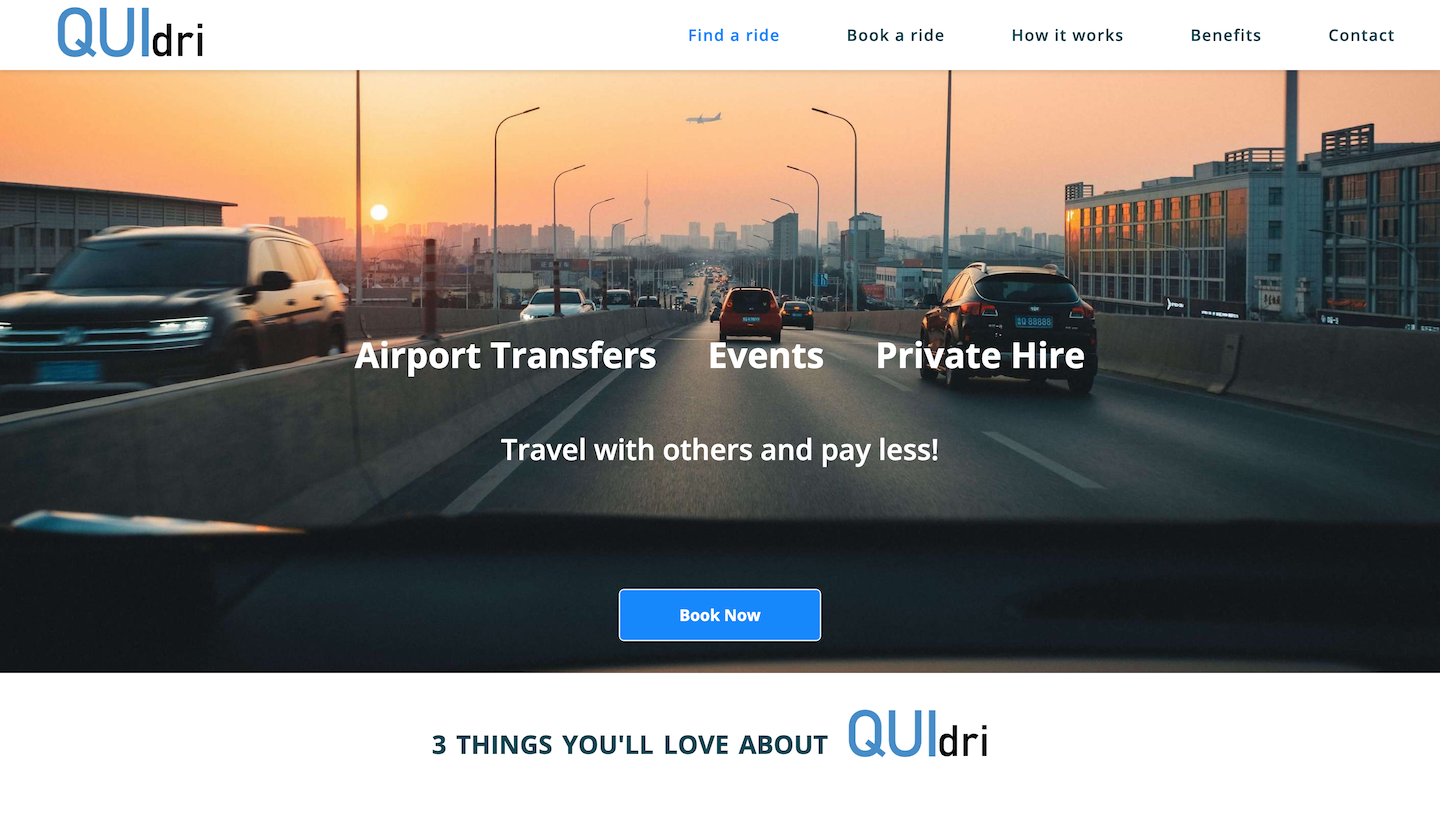 QUIdri
Find a ride
Book a ride
How it works
Benefits
Contact
Airport Transfers Events Private Hire
Travel with others and pay less!
Book Now
3 THINGS YOU'LL LOVE ABOUT QUIdri